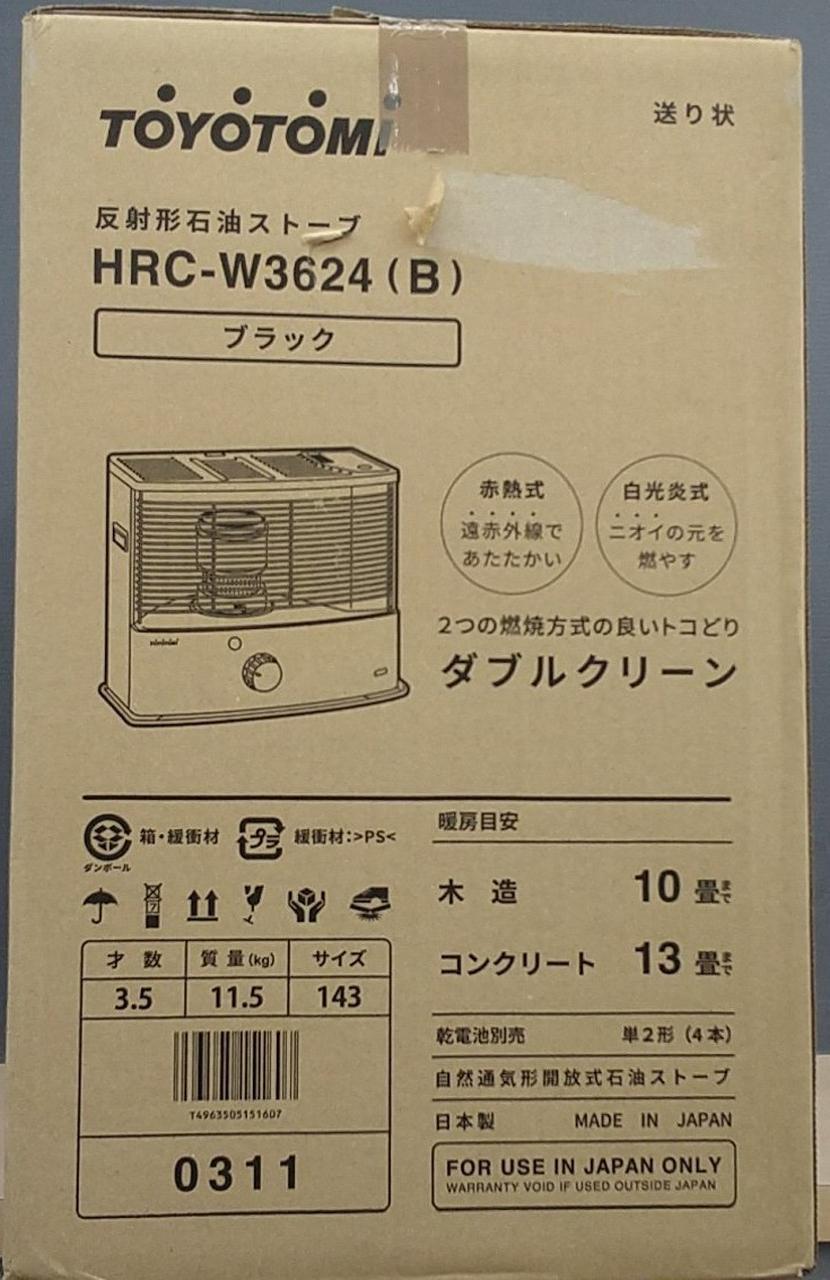 TOYOTOMI
送り状
反射形石油ストーブ
HRC-W3624 (B)
ブラック
赤熱式
遠赤外線で
あたたかい
白光炎式
ニオイの元を
燃やす
2つの燃焼方式の良いトコどり
ダブルクリーン
ダンボール
箱・緩衝材
プラ
緩衝材:>PS<
7
才数 質量(kg) サイズ
3.5 11.5 143
T4963505151607
0311
暖房目安
木造 10畳まで
コンクリート 13畳まで
乾電池別売 単2形(4本)
自然通気形開放式石油ストーブ
日本製 MADE IN JAPAN
FOR USE IN JAPAN ONLY
WARRANTY VOID IF USED OUTSIDE JAPAN